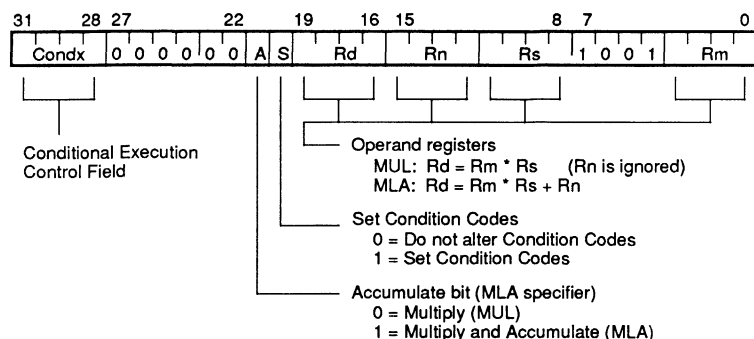 31 28 27 22 19 16 15 8 7 0
Condx 0 0 0 0 0 0 A S Rd Rn Rs 1 0 0 1 Rm
Operand registers
MUL: Rd = Rm * Rs (Rn is ignored)
MLA: Rd = Rm * Rs + Rn
Conditional Execution
Control Field
Set Condition Codes
0 = Do not alter Condition Codes
1 = Set Condition Codes
Accumulate bit (MLA specifier)
0 = Multiply (MUL)
1 = Multiply and Accumulate (MLA)